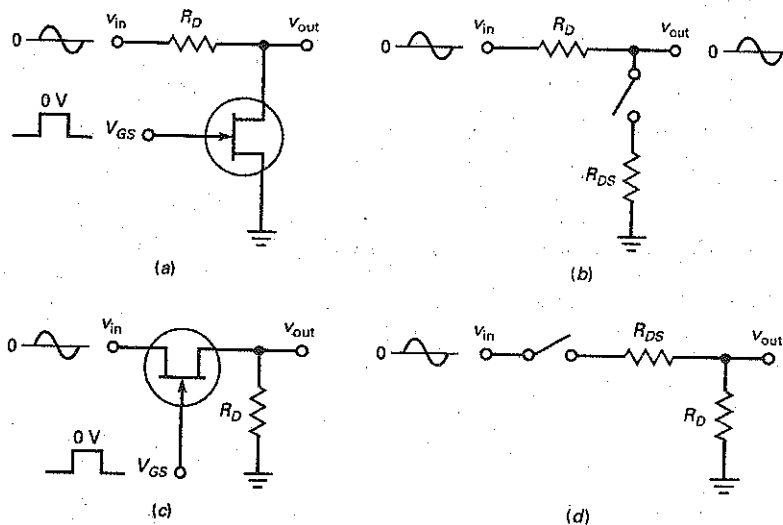 v_in R_D v_out
0
0 V
V_GS
(a)
v_in R_D v_out
0 0
R_DS
(b)
v_in v_out
0
R_D
0 V
V_GS
(c)
v_in R_DS v_out
0
R_D
(d)